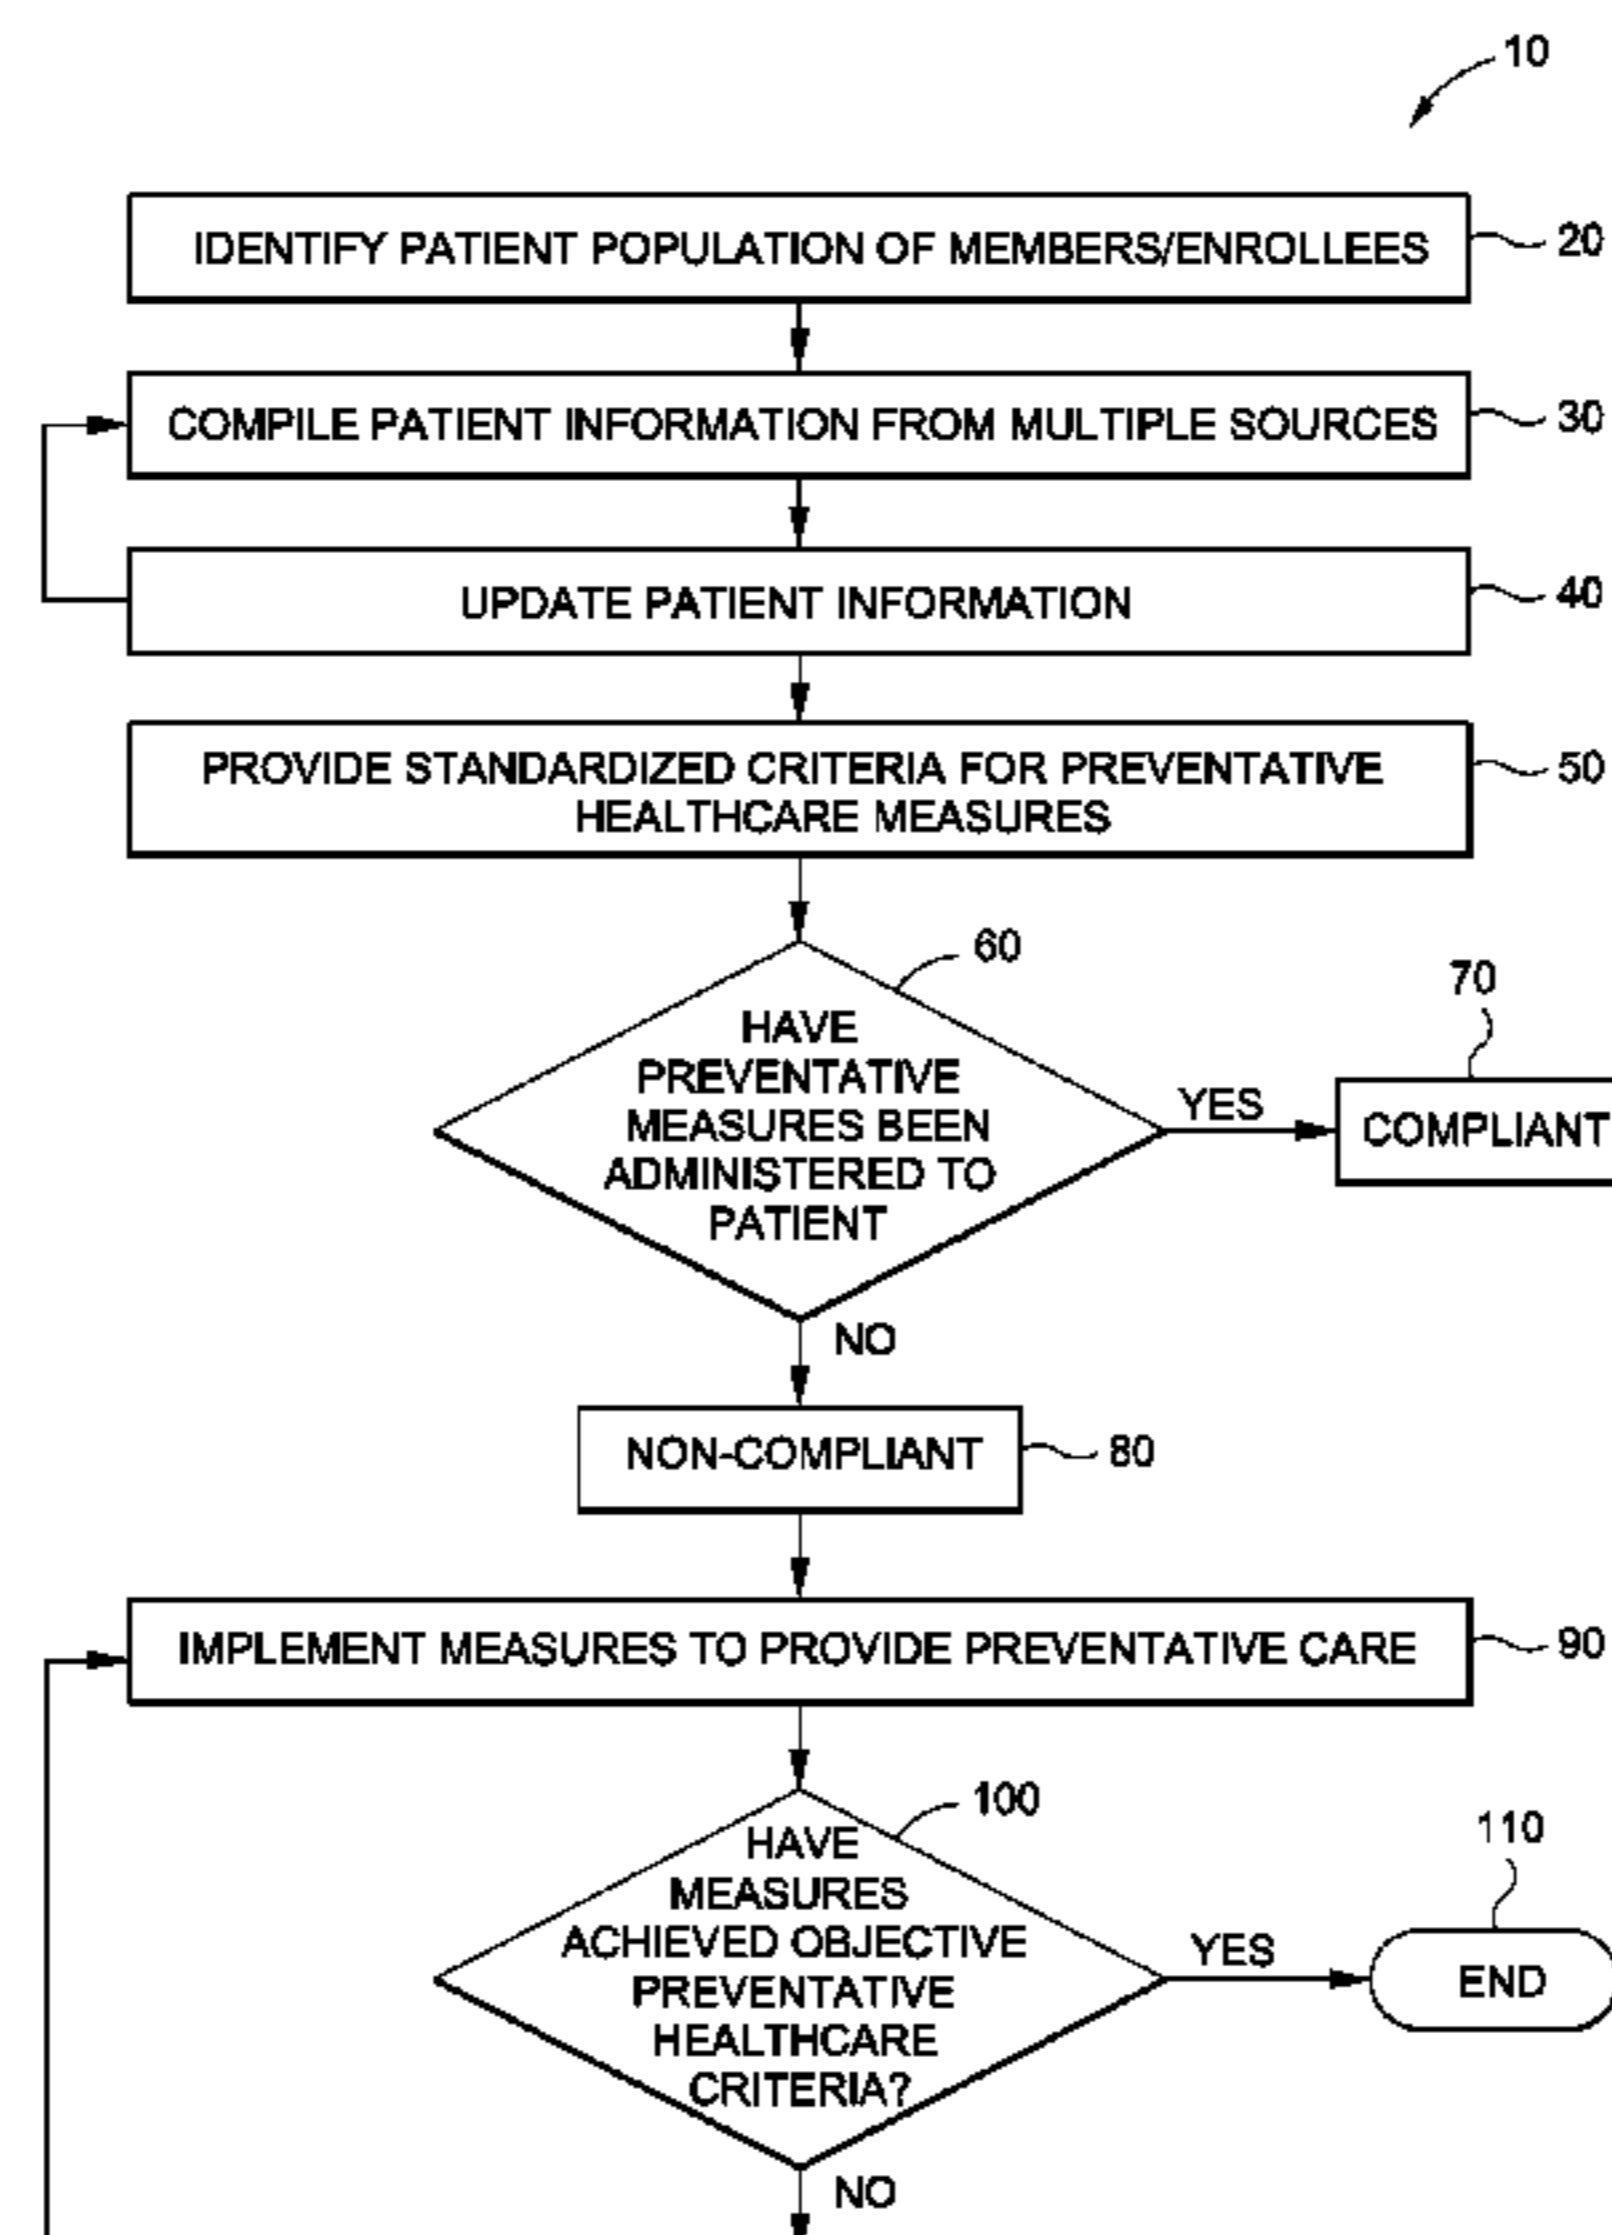 10
IDENTIFY PATIENT POPULATION OF MEMBERS/ENROLLEES
20
COMPILE PATIENT INFORMATION FROM MULTIPLE SOURCES
30
UPDATE PATIENT INFORMATION
40
PROVIDE STANDARDIZED CRITERIA FOR PREVENTATIVE
HEALTHCARE MEASURES
50
60
HAVE
PREVENTATIVE
MEASURES BEEN
ADMINISTERED TO
PATIENT
YES
70
COMPLIANT
NO
NON-COMPLIANT
80
IMPLEMENT MEASURES TO PROVIDE PREVENTATIVE CARE
90
100
HAVE
MEASURES
ACHIEVED OBJECTIVE
PREVENTATIVE
HEALTHCARE
CRITERIA?
YES
110
END
NO